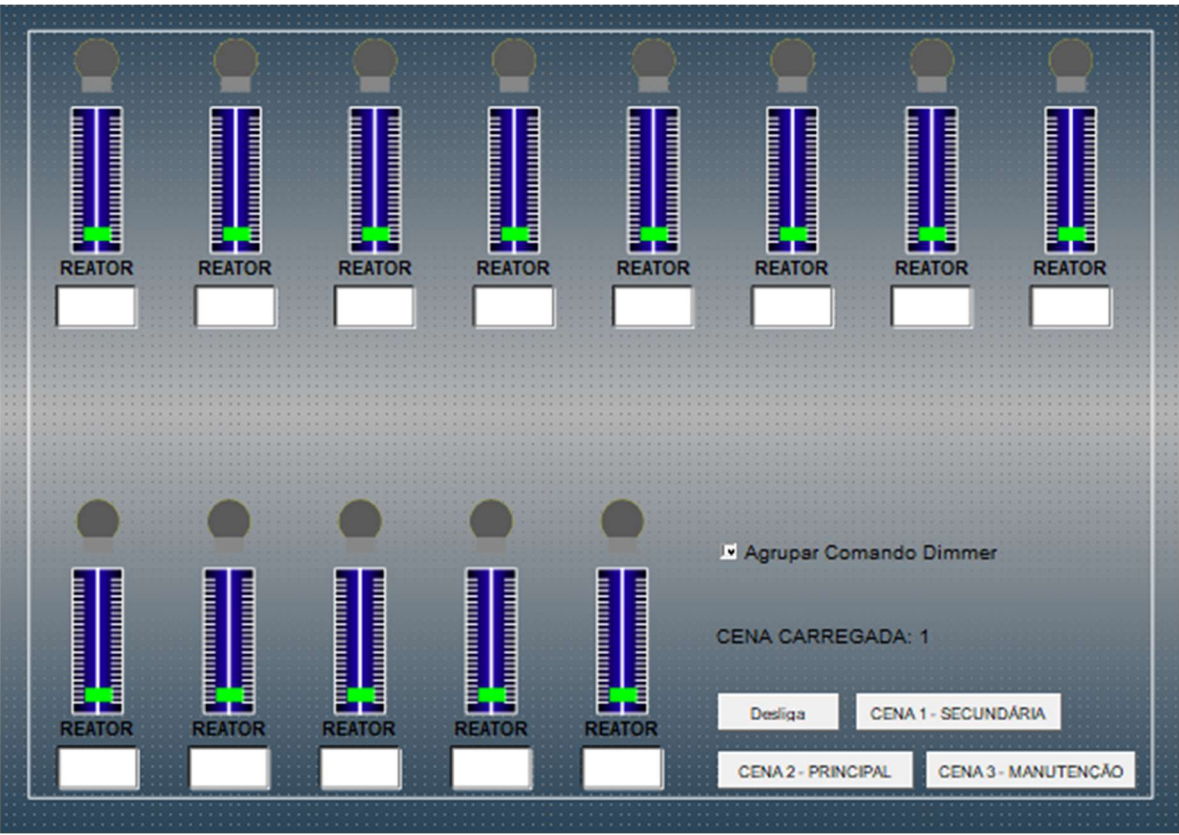 REATOR REATOR REATOR REATOR REATOR REATOR REATOR REATOR
Agrupar Comando Dimmer
CENA CARREGADA: 1
Desliga CENA 1 - SECUNDÁRIA
REATOR REATOR REATOR REATOR REATOR
CENA 2 - PRINCIPAL CENA 3 - MANUTENÇÃO